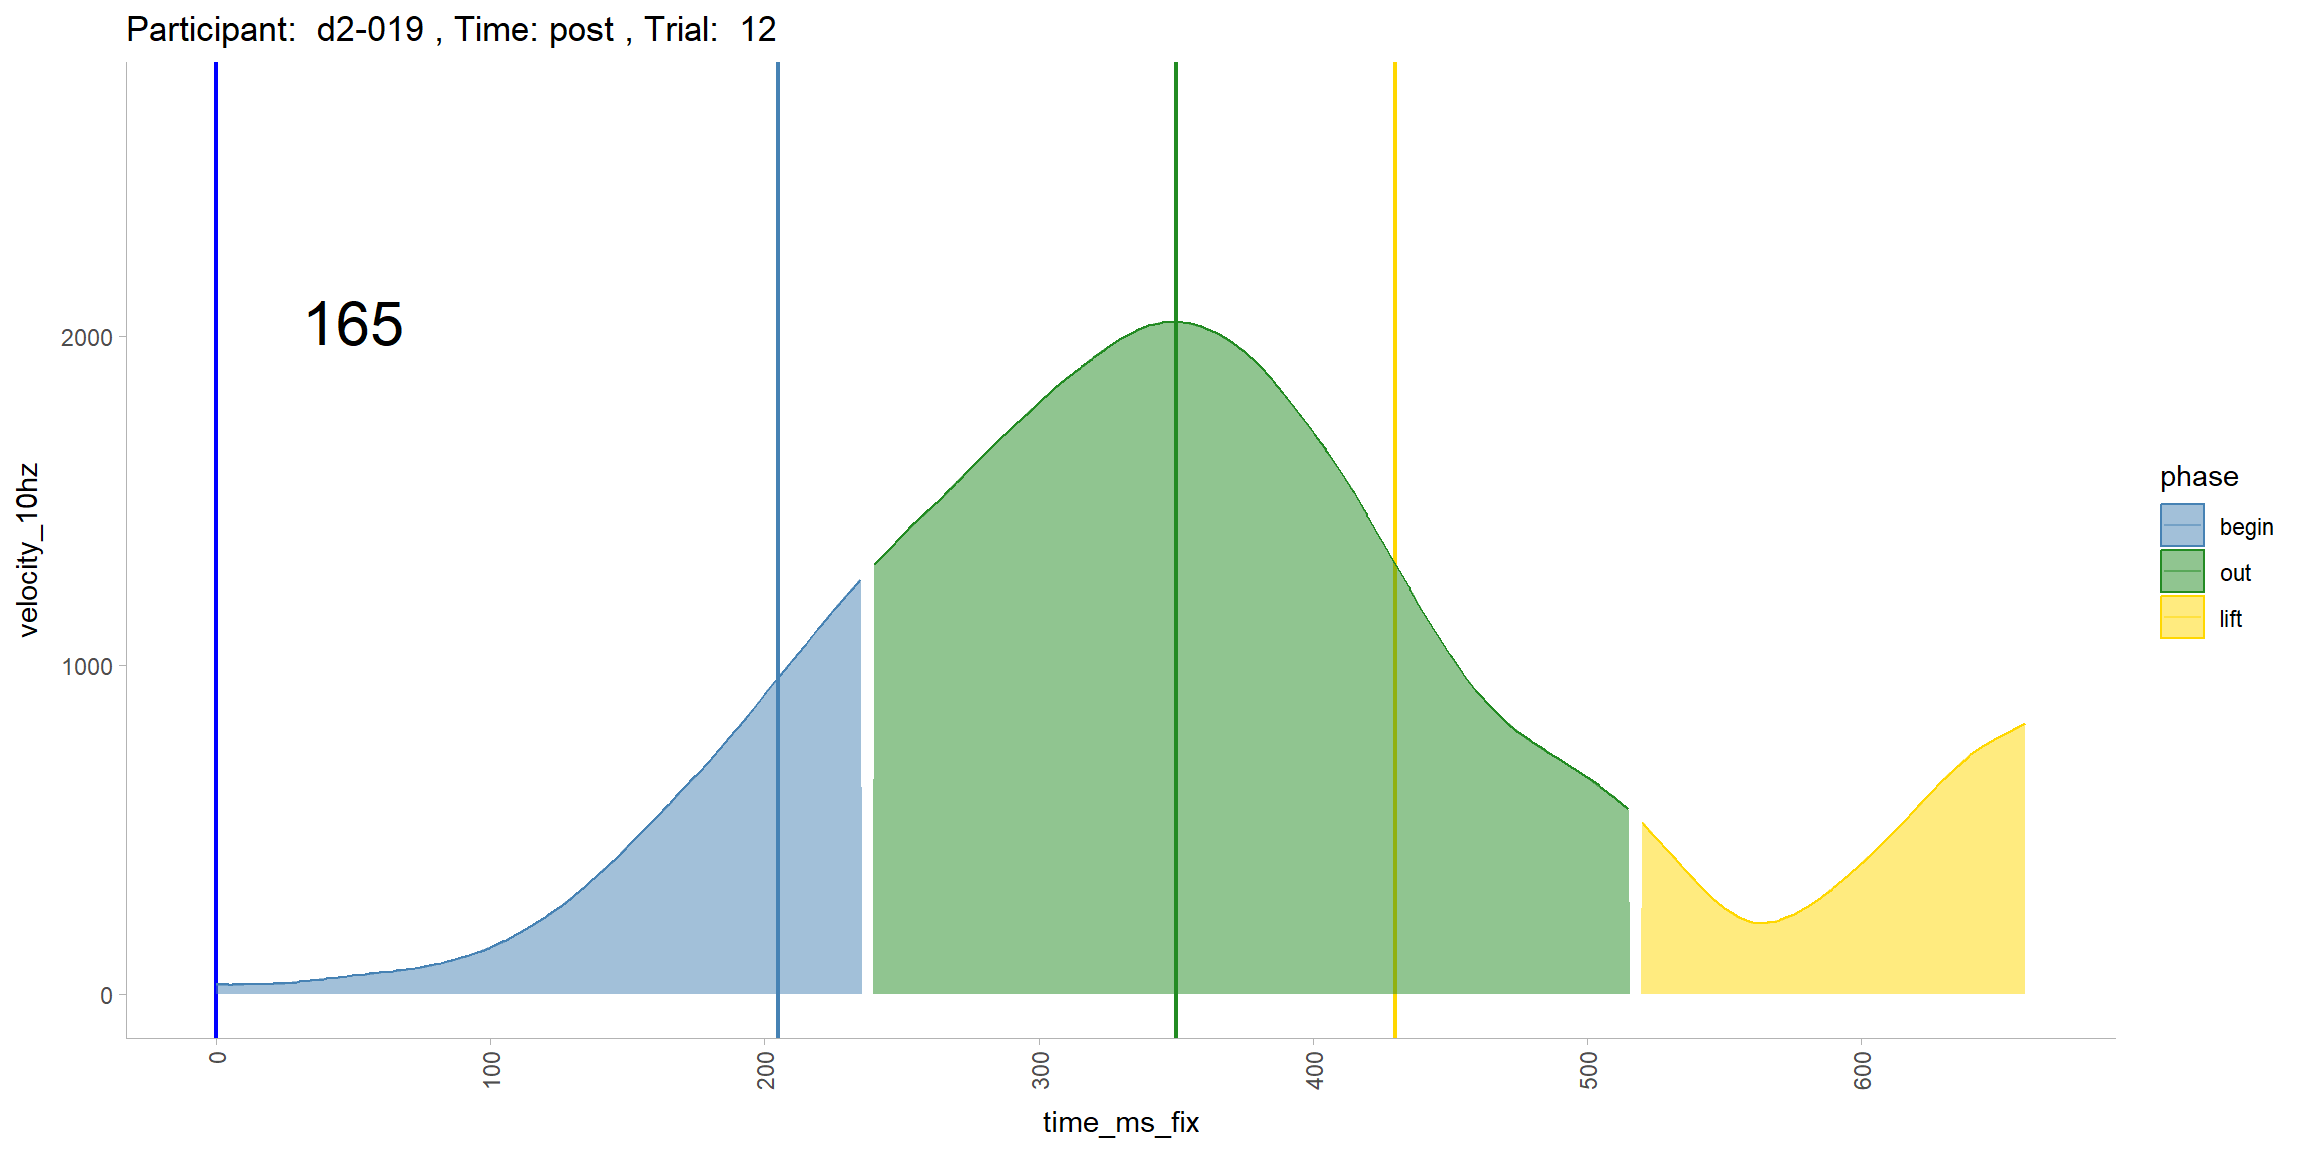 Participant:  d2-019 , Time: post , Trial:  12
165
velocity_10hz
2000
1000
0
0
100
200
300
400
500
600
time_ms_fix
phase
begin
out
lift